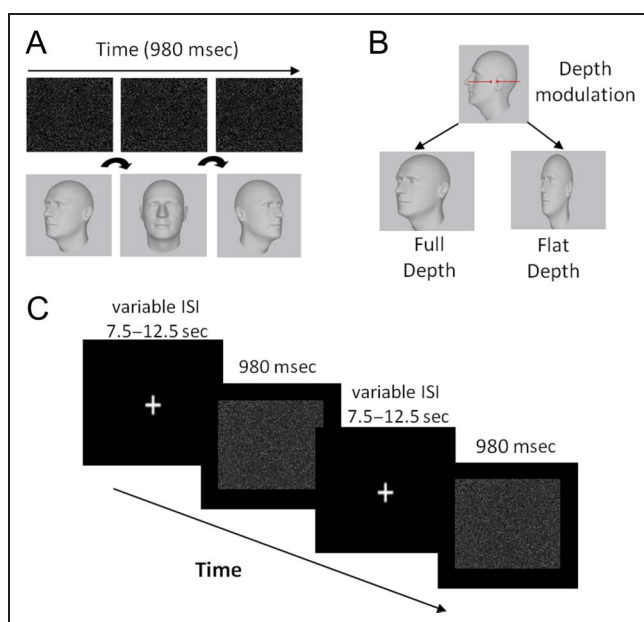 A
Time (980 msec)
B
Depth
modulation
Full
Depth
Flat
Depth
C
variable ISI
7.5–12.5 sec
980 msec
variable ISI
7.5–12.5 sec
980 msec
Time